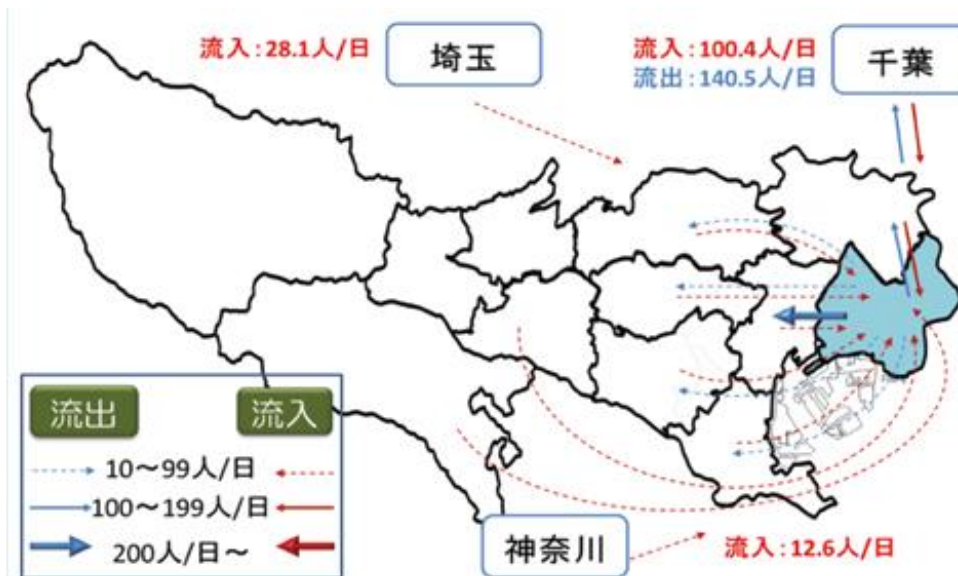 流入:28.1人/日
埼玉
流入:100.4人/日
流出:140.5人/日
千葉
流出
流入
10~99人/日
100~199人/日
200人/日~
神奈川
流入:12.6人/日